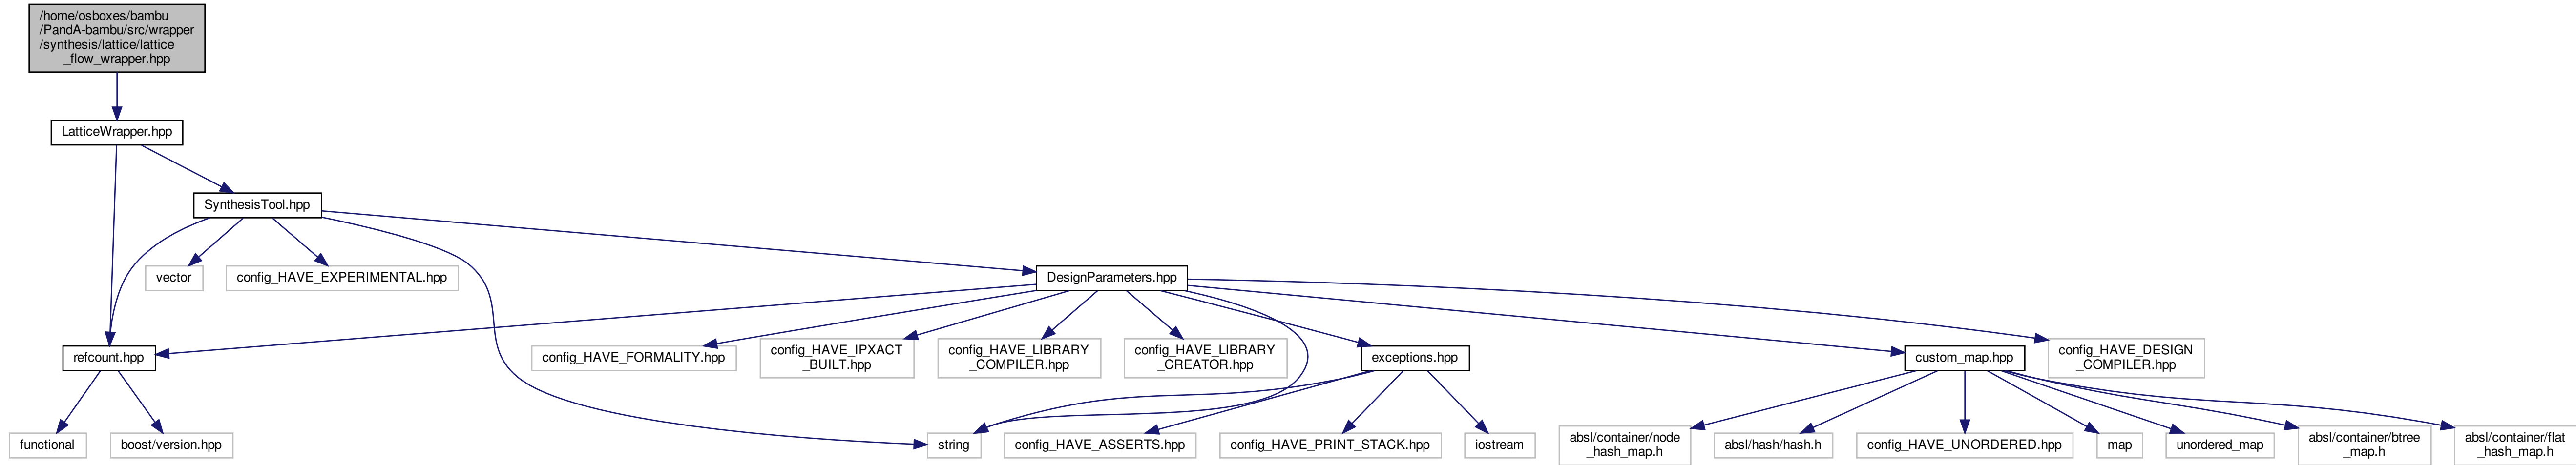 /home/osboxes/bambu
/PandA-bambu/src/wrapper
/synthesis/lattice/lattice
_flow_wrapper.hpp
LatticeWrapper.hpp
SynthesisTool.hpp
vector
config_HAVE_EXPERIMENTAL.hpp
DesignParameters.hpp
refcount.hpp
config_HAVE_FORMALITY.hpp
config_HAVE_IPXACT
_BUILT.hpp
config_HAVE_LIBRARY
_COMPILER.hpp
config_HAVE_LIBRARY
_CREATOR.hpp
exceptions.hpp
custom_map.hpp
config_HAVE_DESIGN
_COMPILER.hpp
functional
boost/version.hpp
string
config_HAVE_ASSERTS.hpp
config_HAVE_PRINT_STACK.hpp
iostream
absl/container/node
_hash_map.h
absl/hash/hash.h
config_HAVE_UNORDERED.hpp
map
unordered_map
absl/container/btree
_map.h
absl/container/flat
_hash_map.h